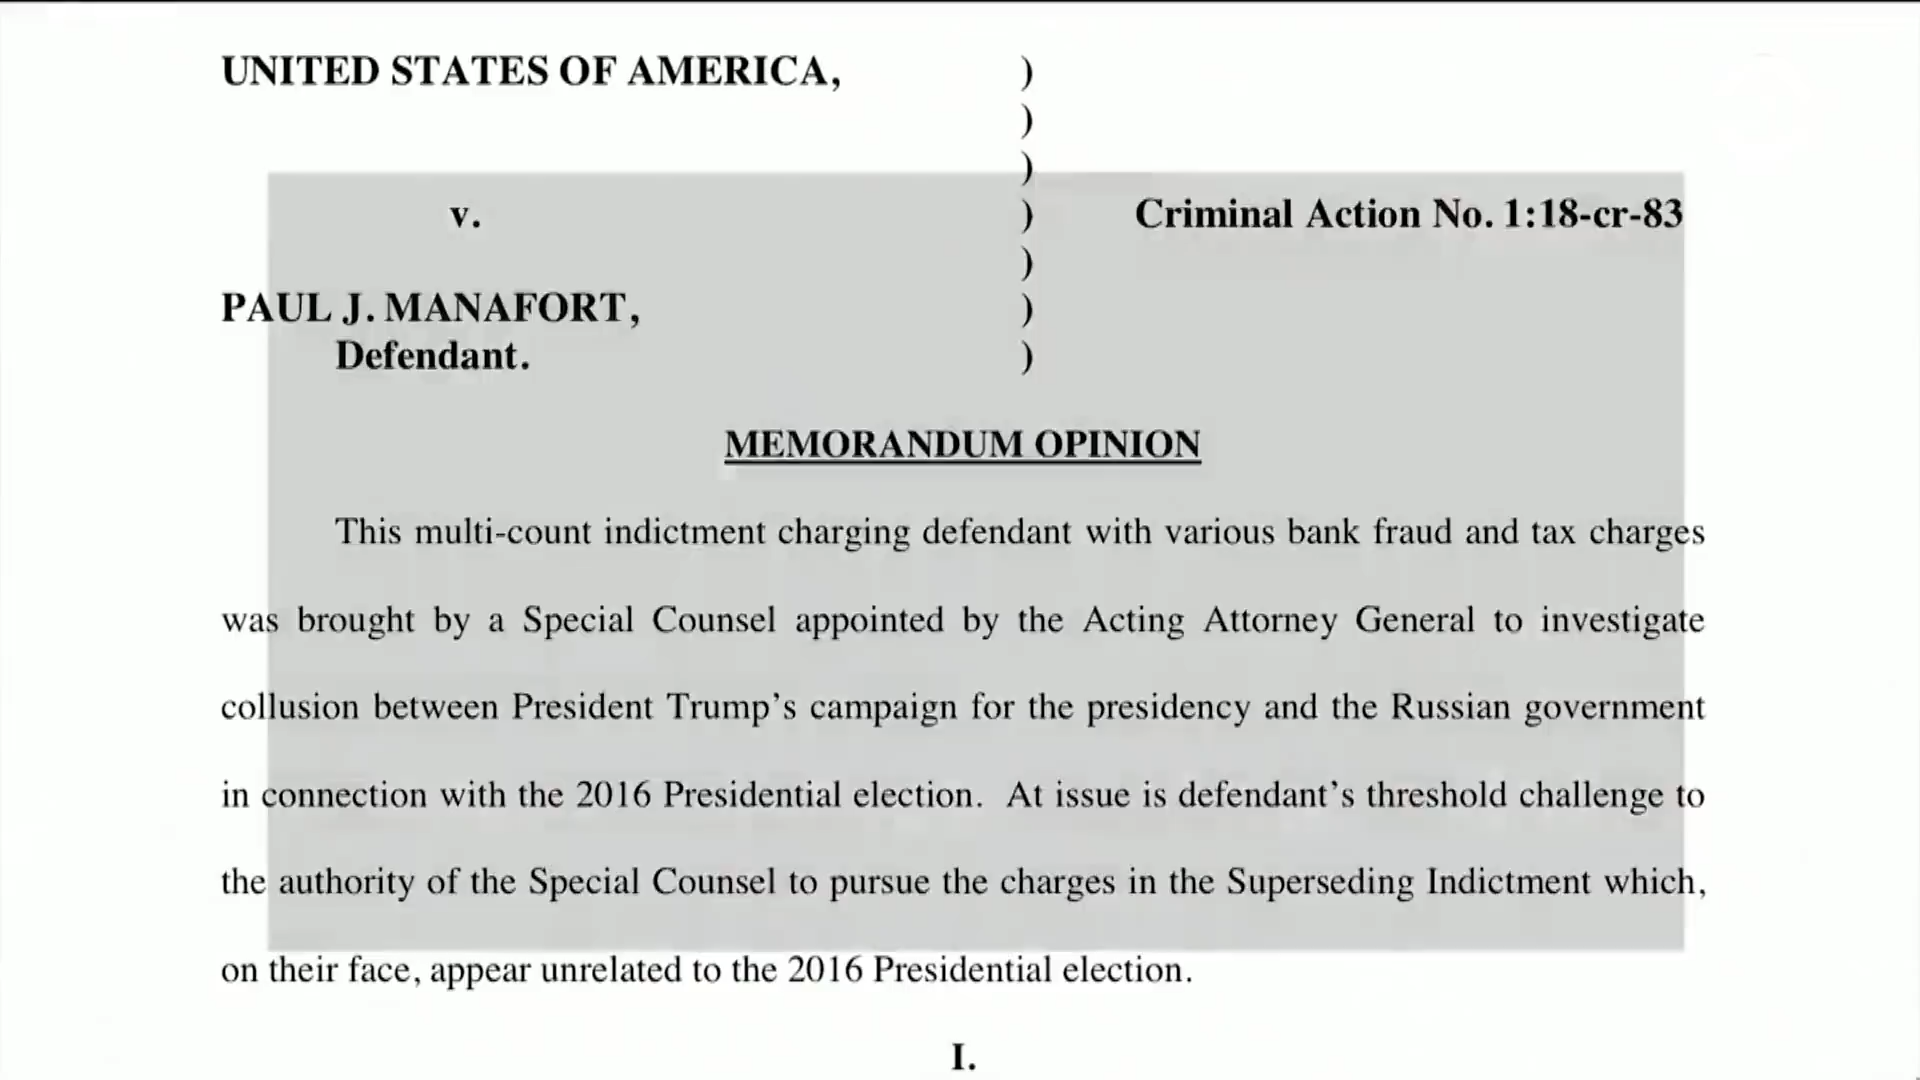 UNITED STATES OF AMERICA, )
)
)
v. ) Criminal Action No. 1:18-cr-83
)
PAUL J. MANAFORT, )
Defendant. )
MEMORANDUM OPINION
This multi-count indictment charging defendant with various bank fraud and tax charges
was brought by a Special Counsel appointed by the Acting Attorney General to investigate
collusion between President Trump’s campaign for the presidency and the Russian government
in connection with the 2016 Presidential election. At issue is defendant’s threshold challenge to
the authority of the Special Counsel to pursue the charges in the Superseding Indictment which,
on their face, appear unrelated to the 2016 Presidential election.
I.